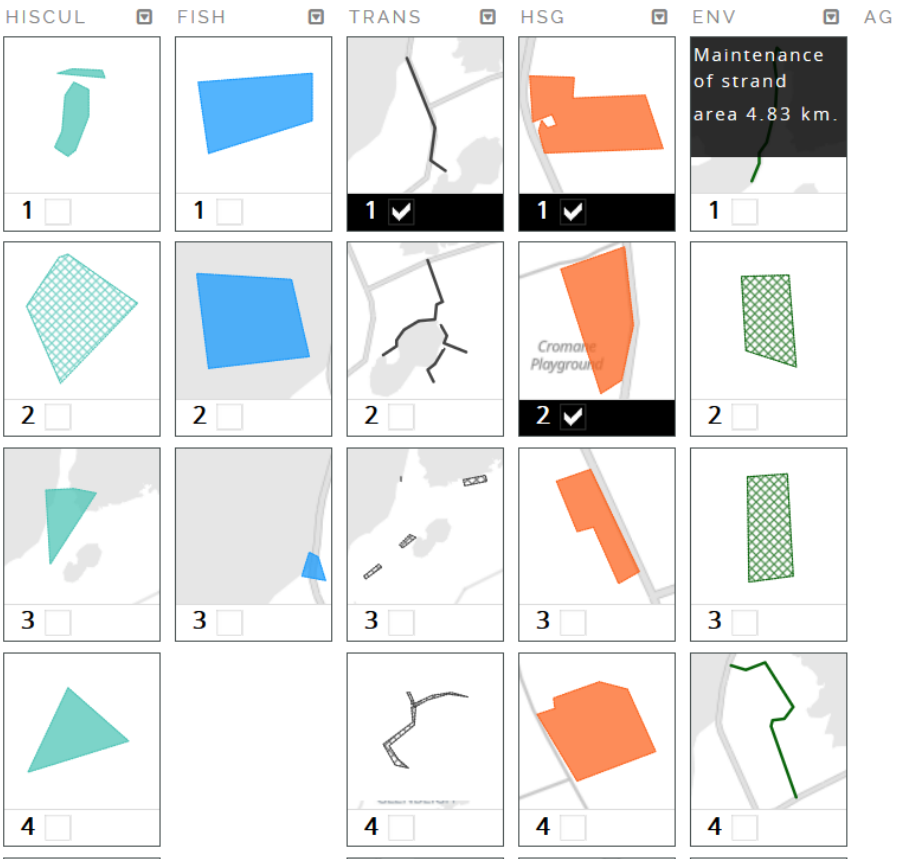 HISCUL FISH TRANS HSG ENV AG
Maintenance
of strand
area 4.83 km.
1 1 1 1 1
Cromane
Playground
2 2 2 2 2
3 3 3 3 3
4 4 4 4